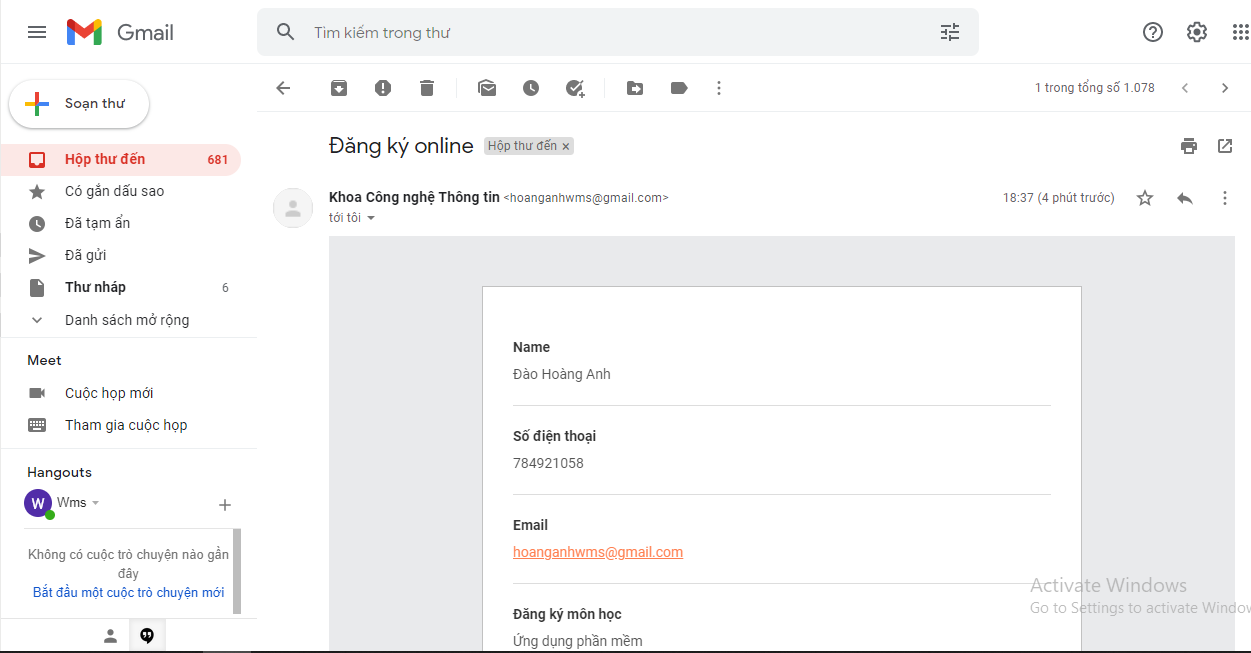 Gmail
Tìm kiếm trong thư
Soạn thư
1 trong tổng số 1.078
Hộp thư đến 681
Có gắn dấu sao
Đã tạm ẩn
Đã gửi
Thư nháp 6
Danh sách mở rộng
Meet
Cuộc họp mới
Tham gia cuộc họp
Hangouts
W Wms
Không có cuộc trò chuyện nào gần
đây
Bắt đầu một cuộc trò chuyện mới
Đăng ký online Hộp thư đến ×
Khoa Công nghệ Thông tin <hoanganhwms@gmail.com> 18:37 (4 phút trước)
tới tôi
Name
Đào Hoàng Anh
Số điện thoại
784921058
Email
hoanganhwms@gmail.com
Đăng ký môn học
Ứng dụng phần mềm
Activate Windows
Go to Settings to activate Windo